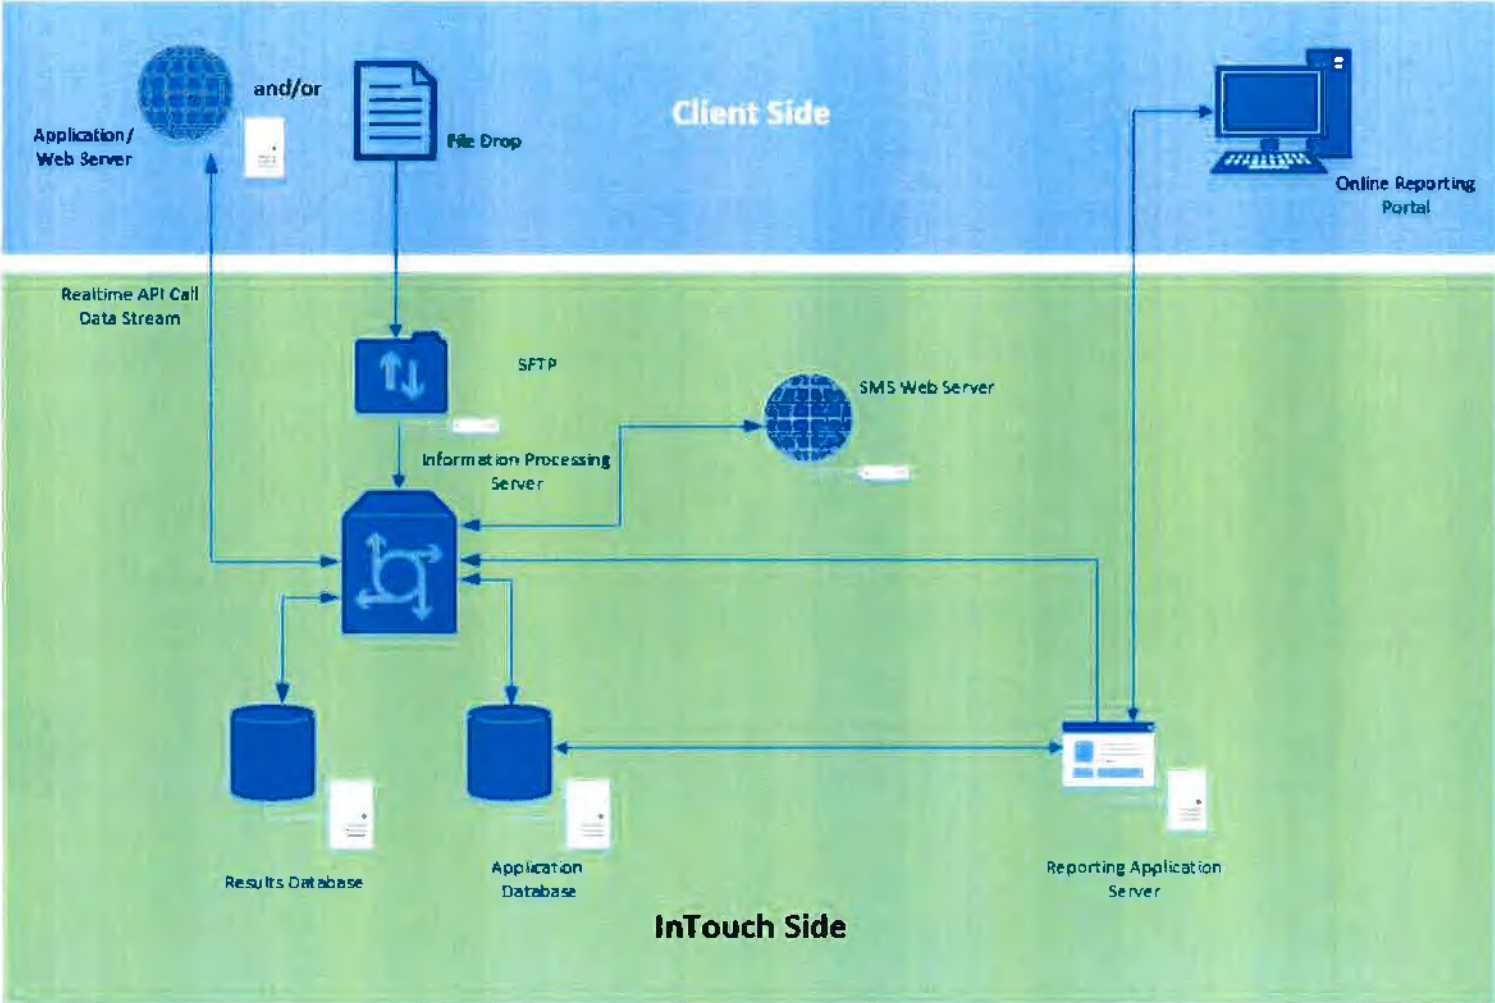 and/or
Client Side
Application/
Web Server
File Drop
Online Reporting
Portal
Realtime API Call
Data Stream
SFTP
SMS Web Server
Information Processing
Server
Results Database
Application
Database
Reporting Application
Server
InTouch Side